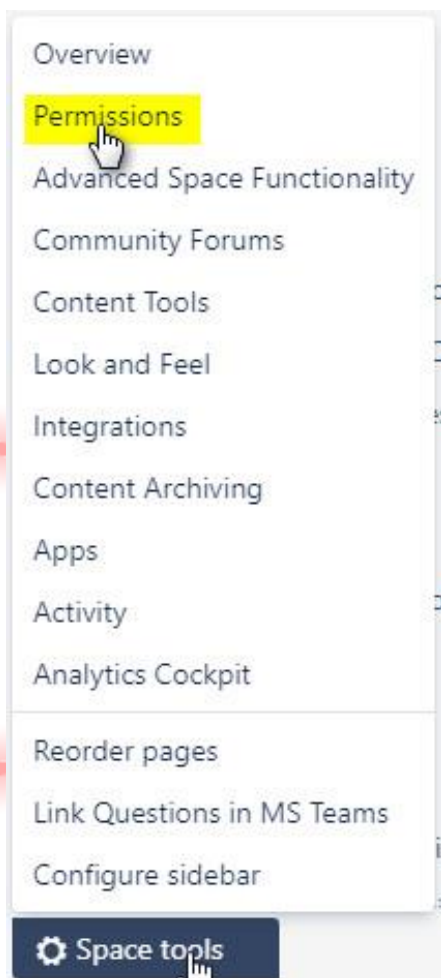 Overview
Permissions
Advanced Space Functionality
Community Forums
Content Tools
Look and Feel
Integrations
Content Archiving
Apps
Activity
Analytics Cockpit
Reorder pages
Link Questions in MS Teams
Configure sidebar
Space tools